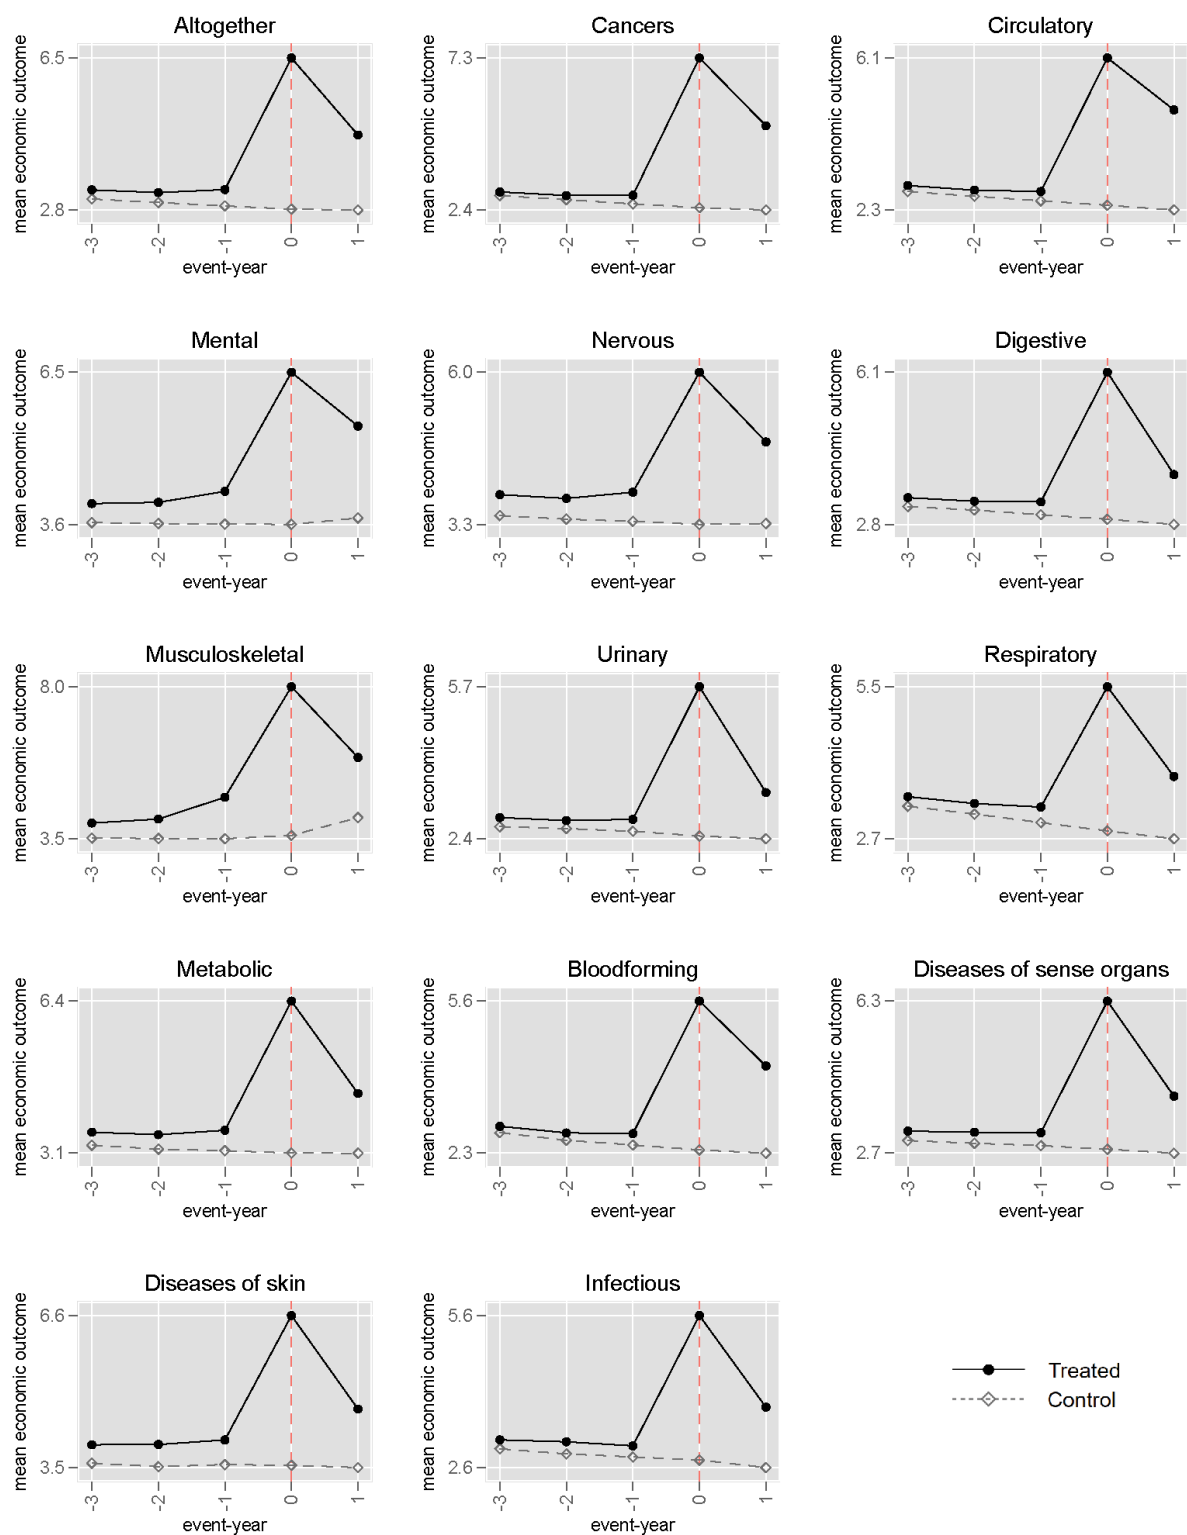 Altogether
mean economic outcome
6.5
2.8
-3 -2 -1 0 1
event-year
Cancers
mean economic outcome
7.3
2.4
-3 -2 -1 0 1
event-year
Circulatory
mean economic outcome
6.1
2.3
-3 -2 -1 0 1
event-year
Mental
mean economic outcome
6.5
3.6
-3 -2 -1 0 1
event-year
Nervous
mean economic outcome
6.0
3.3
-3 -2 -1 0 1
event-year
Digestive
mean economic outcome
6.1
2.8
-3 -2 -1 0 1
event-year
Musculoskeletal
mean economic outcome
8.0
3.5
-3 -2 -1 0 1
event-year
Urinary
mean economic outcome
5.7
2.4
-3 -2 -1 0 1
event-year
Respiratory
mean economic outcome
5.5
2.7
-3 -2 -1 0 1
event-year
Metabolic
mean economic outcome
6.4
3.1
-3 -2 -1 0 1
event-year
Bloodforming
mean economic outcome
5.6
2.3
-3 -2 -1 0 1
event-year
Diseases of sense organs
mean economic outcome
6.3
2.7
-3 -2 -1 0 1
event-year
Diseases of skin
mean economic outcome
6.6
3.5
-3 -2 -1 0 1
event-year
Infectious
mean economic outcome
5.6
2.6
-3 -2 -1 0 1
event-year
Treated
Control